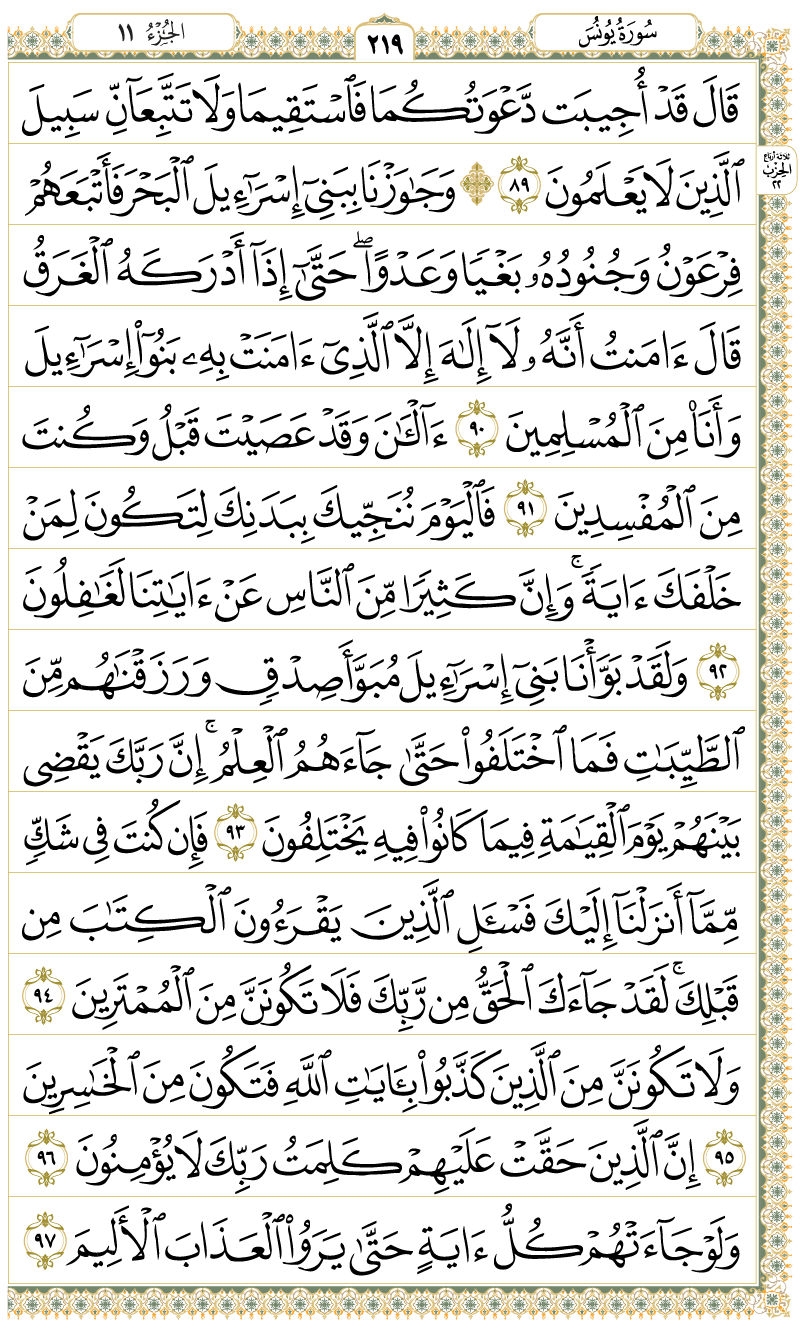 سُورَةُ يُونُسَ
٢١٩
الجُزْءُ ١١
قَالَ قَدْ أُجِيبَت دَّعْوَتُكُمَا فَٱسْتَقِيمَا وَلَا تَتَّبِعَآنِّ سَبِيلَ
ٱلَّذِينَ لَا يَعْلَمُونَ ٨٩ ۞ وَجَٰوَزْنَا بِبَنِىٓ إِسْرَٰٓءِيلَ ٱلْبَحْرَ فَأَتْبَعَهُمْ
ثلاثة أرباع
الحِزْب
٢٢
فِرْعَوْنُ وَجُنُودُهُۥ بَغْيًا وَعَدْوًا ۖ حَتَّىٰٓ إِذَآ أَدْرَكَهُ ٱلْغَرَقُ
قَالَ ءَامَنتُ أَنَّهُۥ لَآ إِلَٰهَ إِلَّا ٱلَّذِىٓ ءَامَنَتْ بِهِۦ بَنُوٓا۟ إِسْرَٰٓءِيلَ
وَأَنَا۠ مِنَ ٱلْمُسْلِمِينَ ٩٠ ءَآلْـَٰٔنَ وَقَدْ عَصَيْتَ قَبْلُ وَكُنتَ
مِنَ ٱلْمُفْسِدِينَ ٩١ فَٱلْيَوْمَ نُنَجِّيكَ بِبَدَنِكَ لِتَكُونَ لِمَنْ
خَلْفَكَ ءَايَةً ۚ وَإِنَّ كَثِيرًا مِّنَ ٱلنَّاسِ عَنْ ءَايَٰتِنَا لَغَٰفِلُونَ
٩٢ وَلَقَدْ بَوَّأْنَا بَنِىٓ إِسْرَٰٓءِيلَ مُبَوَّأَ صِدْقٍ وَرَزَقْنَٰهُم مِّنَ
ٱلطَّيِّبَٰتِ فَمَا ٱخْتَلَفُوا۟ حَتَّىٰ جَآءَهُمُ ٱلْعِلْمُ ۚ إِنَّ رَبَّكَ يَقْضِى
بَيْنَهُمْ يَوْمَ ٱلْقِيَٰمَةِ فِيمَا كَانُوا۟ فِيهِ يَخْتَلِفُونَ ٩٣ فَإِن كُنتَ فِى شَكٍّ
مِّمَّآ أَنزَلْنَآ إِلَيْكَ فَسْـَٔلِ ٱلَّذِينَ يَقْرَءُونَ ٱلْكِتَٰبَ مِن
قَبْلِكَ ۚ لَقَدْ جَآءَكَ ٱلْحَقُّ مِن رَّبِّكَ فَلَا تَكُونَنَّ مِنَ ٱلْمُمْتَرِينَ ٩٤
وَلَا تَكُونَنَّ مِنَ ٱلَّذِينَ كَذَّبُوا۟ بِـَٔايَٰتِ ٱللَّهِ فَتَكُونَ مِنَ ٱلْخَٰسِرِينَ
٩٥ إِنَّ ٱلَّذِينَ حَقَّتْ عَلَيْهِمْ كَلِمَتُ رَبِّكَ لَا يُؤْمِنُونَ ٩٦
وَلَوْ جَآءَتْهُمْ كُلُّ ءَايَةٍ حَتَّىٰ يَرَوُا۟ ٱلْعَذَابَ ٱلْأَلِيمَ ٩٧